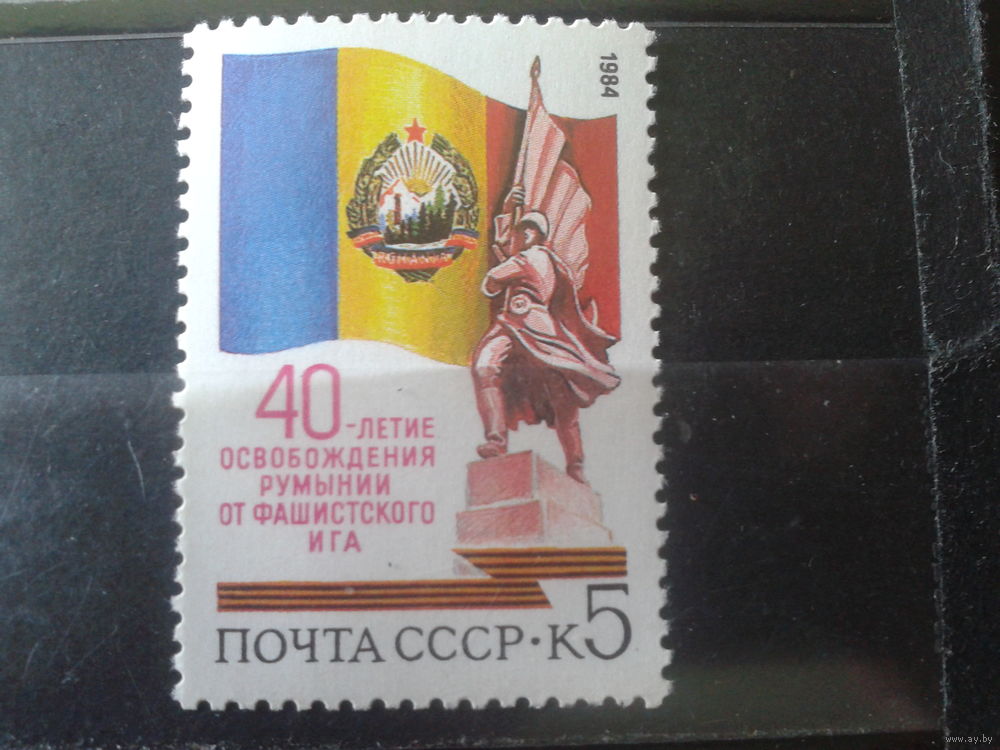 1984
40-ЛЕТИЕ
ОСВОБОЖДЕНИЯ
РУМЫНИИ
ОТ ФАШИСТСКОГО
ИГА
ПОЧТА СССР·К5
www.ay.by